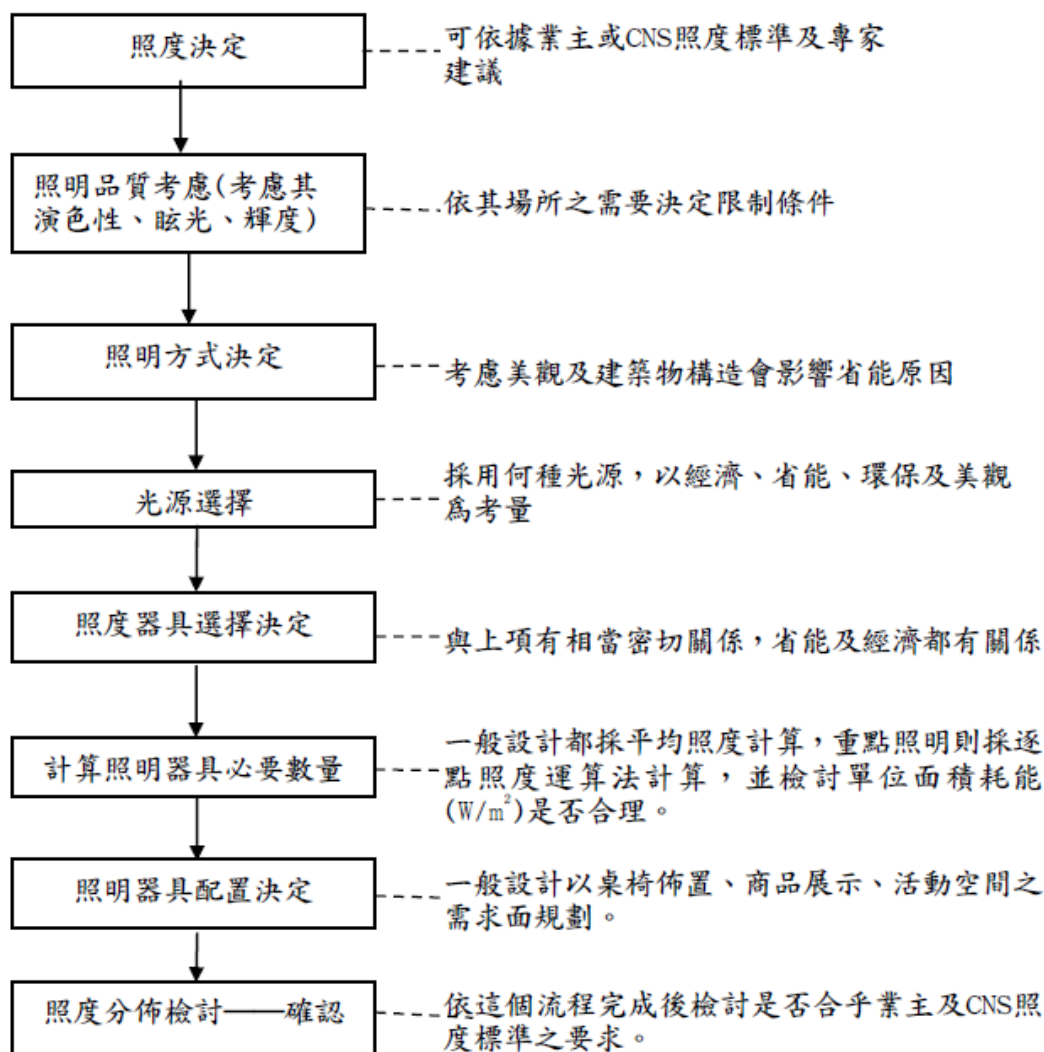 照度決定
可依據業主或CNS照度標準及專家
建議
照明品質考慮(考慮其
演色性、眩光、輝度)
依其場所之需要決定限制條件
照明方式決定
考慮美觀及建築物構造會影響省能原因
光源選擇
採用何種光源，以經濟、省能、環保及美觀
為考量
照度器具選擇決定
與上項有相當密切關係，省能及經濟都有關係
計算照明器具必要數量
一般設計都採平均照度計算，重點照明則採逐
點照度運算法計算，並檢討單位面積耗能
(W/m²)是否合理。
照明器具配置決定
一般設計以桌椅佈置、商品展示、活動空間之
需求面規劃。
照度分佈檢討——確認
依這個流程完成後檢討是否合乎業主及CNS照
度標準之要求。